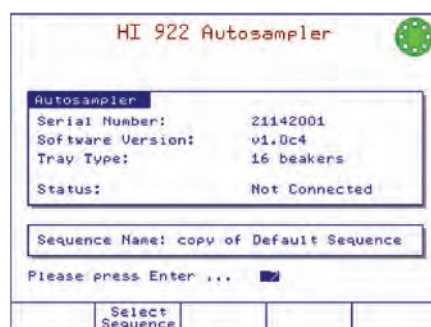 HI 922 Autosampler
Autosampler
Serial Number: 21142001
Software Version: v1.0c4
Tray Type: 16 beakers
Status: Not Connected
Sequence Name: copy of Default Sequence
Please press Enter ...
Select
Sequence